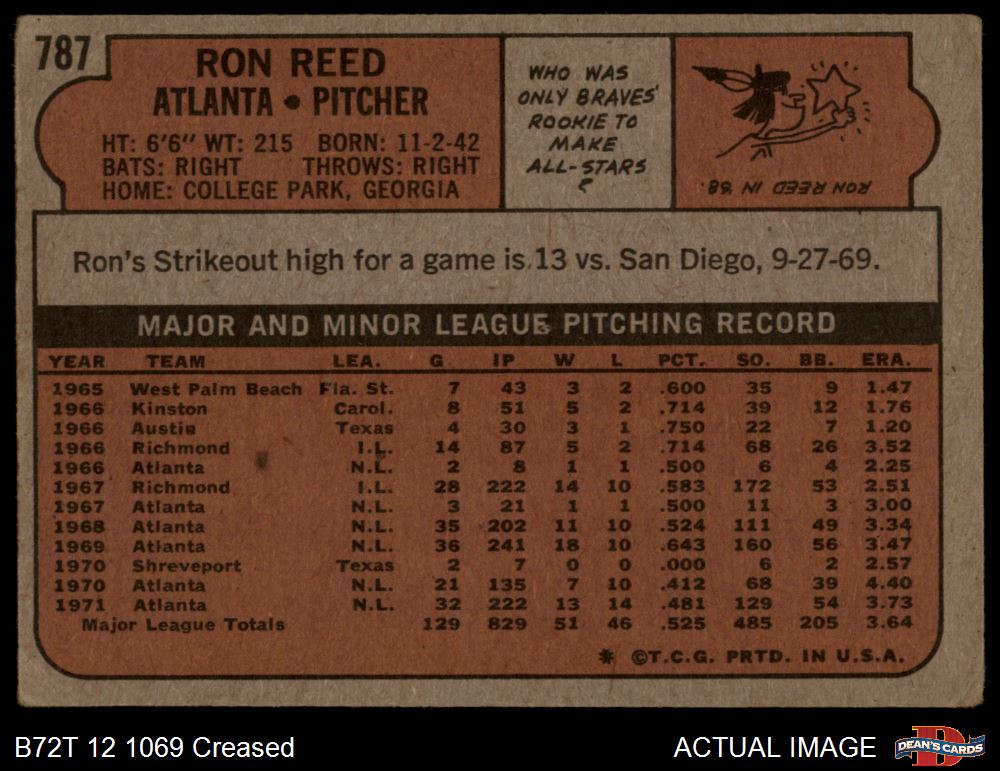 787
RON REED
ATLANTA • PITCHER
HT: 6'6" WT: 215 BORN: 11-2-42
BATS: RIGHT THROWS: RIGHT
HOME: COLLEGE PARK, GEORGIA
WHO WAS
ONLY BRAVES'
ROOKIE TO
MAKE
ALL-STARS
?
RON REED IN '68.
Ron's Strikeout high for a game is 13 vs. San Diego, 9-27-69.
MAJOR AND MINOR LEAGUE PITCHING RECORD
YEAR TEAM LEA. G IP W L PCT. SO. BB. ERA.
1965 West Palm Beach Fla. St. 7 43 3 2 .600 35 9 1.47
1966 Kinston Carol. 8 51 5 2 .714 39 12 1.76
1966 Austin Texas 4 30 3 1 .750 22 7 1.20
1966 Richmond I.L. 14 87 5 2 .714 68 26 3.52
1966 Atlanta N.L. 2 8 1 1 .500 6 4 2.25
1967 Richmond I.L. 28 222 14 10 .583 172 53 2.51
1967 Atlanta N.L. 3 21 1 1 .500 11 3 3.00
1968 Atlanta N.L. 35 202 11 10 .524 111 49 3.34
1969 Atlanta N.L. 36 241 18 10 .643 160 56 3.47
1970 Shreveport Texas 2 7 0 0 .000 6 2 2.57
1970 Atlanta N.L. 21 135 7 10 .412 68 39 4.40
1971 Atlanta N.L. 32 222 13 14 .481 129 54 3.73
Major League Totals 129 829 51 46 .525 485 205 3.64
* ©T.C.G. PRTD. IN U.S.A.
B72T 12 1069 Creased
ACTUAL IMAGE
D
DEAN'S CARDS